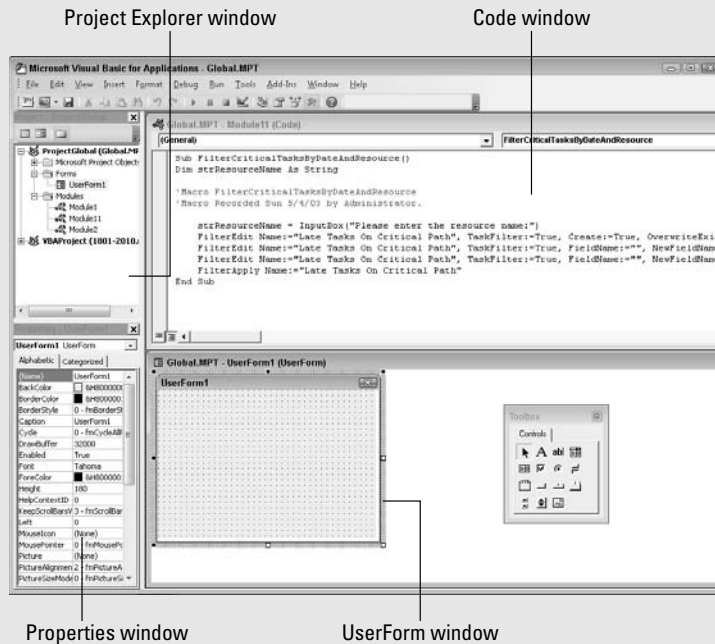 Project Explorer window
Code window
Microsoft Visual Basic for Applications - Global.MPT
File Edit View Insert Format Debug Run Tools Add-Ins Window Help
ProjectGlobal (Global.MP
Microsoft Project Objects
Forms
UserForm1
Modules
Module1
Module11
Module2
VBAProject (1801-2010.
Global.MPT - Module11 (Code)
(General)
FilterCriticalTasksByDateAndResource
Sub FilterCriticalTasksByDateAndResource()
Dim strResourceName As String
'Macro FilterCriticalTasksByDateAndResource
'Macro Recorded Sun 5/4/03 by Administrator.
strResourceName = InputBox("Please enter the resource name:")
FilterEdit Name:="Late Tasks On Critical Path", TaskFilter:=True, Create:=True, OverwriteExi
FilterEdit Name:="Late Tasks On Critical Path", TaskFilter:=True, FieldName:="", NewFieldName
FilterEdit Name:="Late Tasks On Critical Path", TaskFilter:=True, FieldName:="", NewFieldName
FilterApply Name:="Late Tasks On Critical Path"
End Sub
UserForm1 UserForm
Alphabetic Categorized
(Name) UserForm1
BackColor &H800000
BorderColor &H800000
BorderStyle 0 - fmBorderSt
Caption UserForm1
Cycle 0 - fmCycleAll
DrawBuffer 32000
Enabled True
Font Tahoma
ForeColor &H800000
Height 180
HelpContextID 0
KeepScrollBarsV 3 - fmScrollBar
Left 0
MouseIcon (None)
MousePointer 0 - fmMousePo
Picture (None)
PictureAlignmen 2 - fmPictureA
PictureSizeMode 0 - fmPictureSi
Global.MPT - UserForm1 (UserForm)
UserForm1
Toolbox
Controls
A abl
Properties window
UserForm window